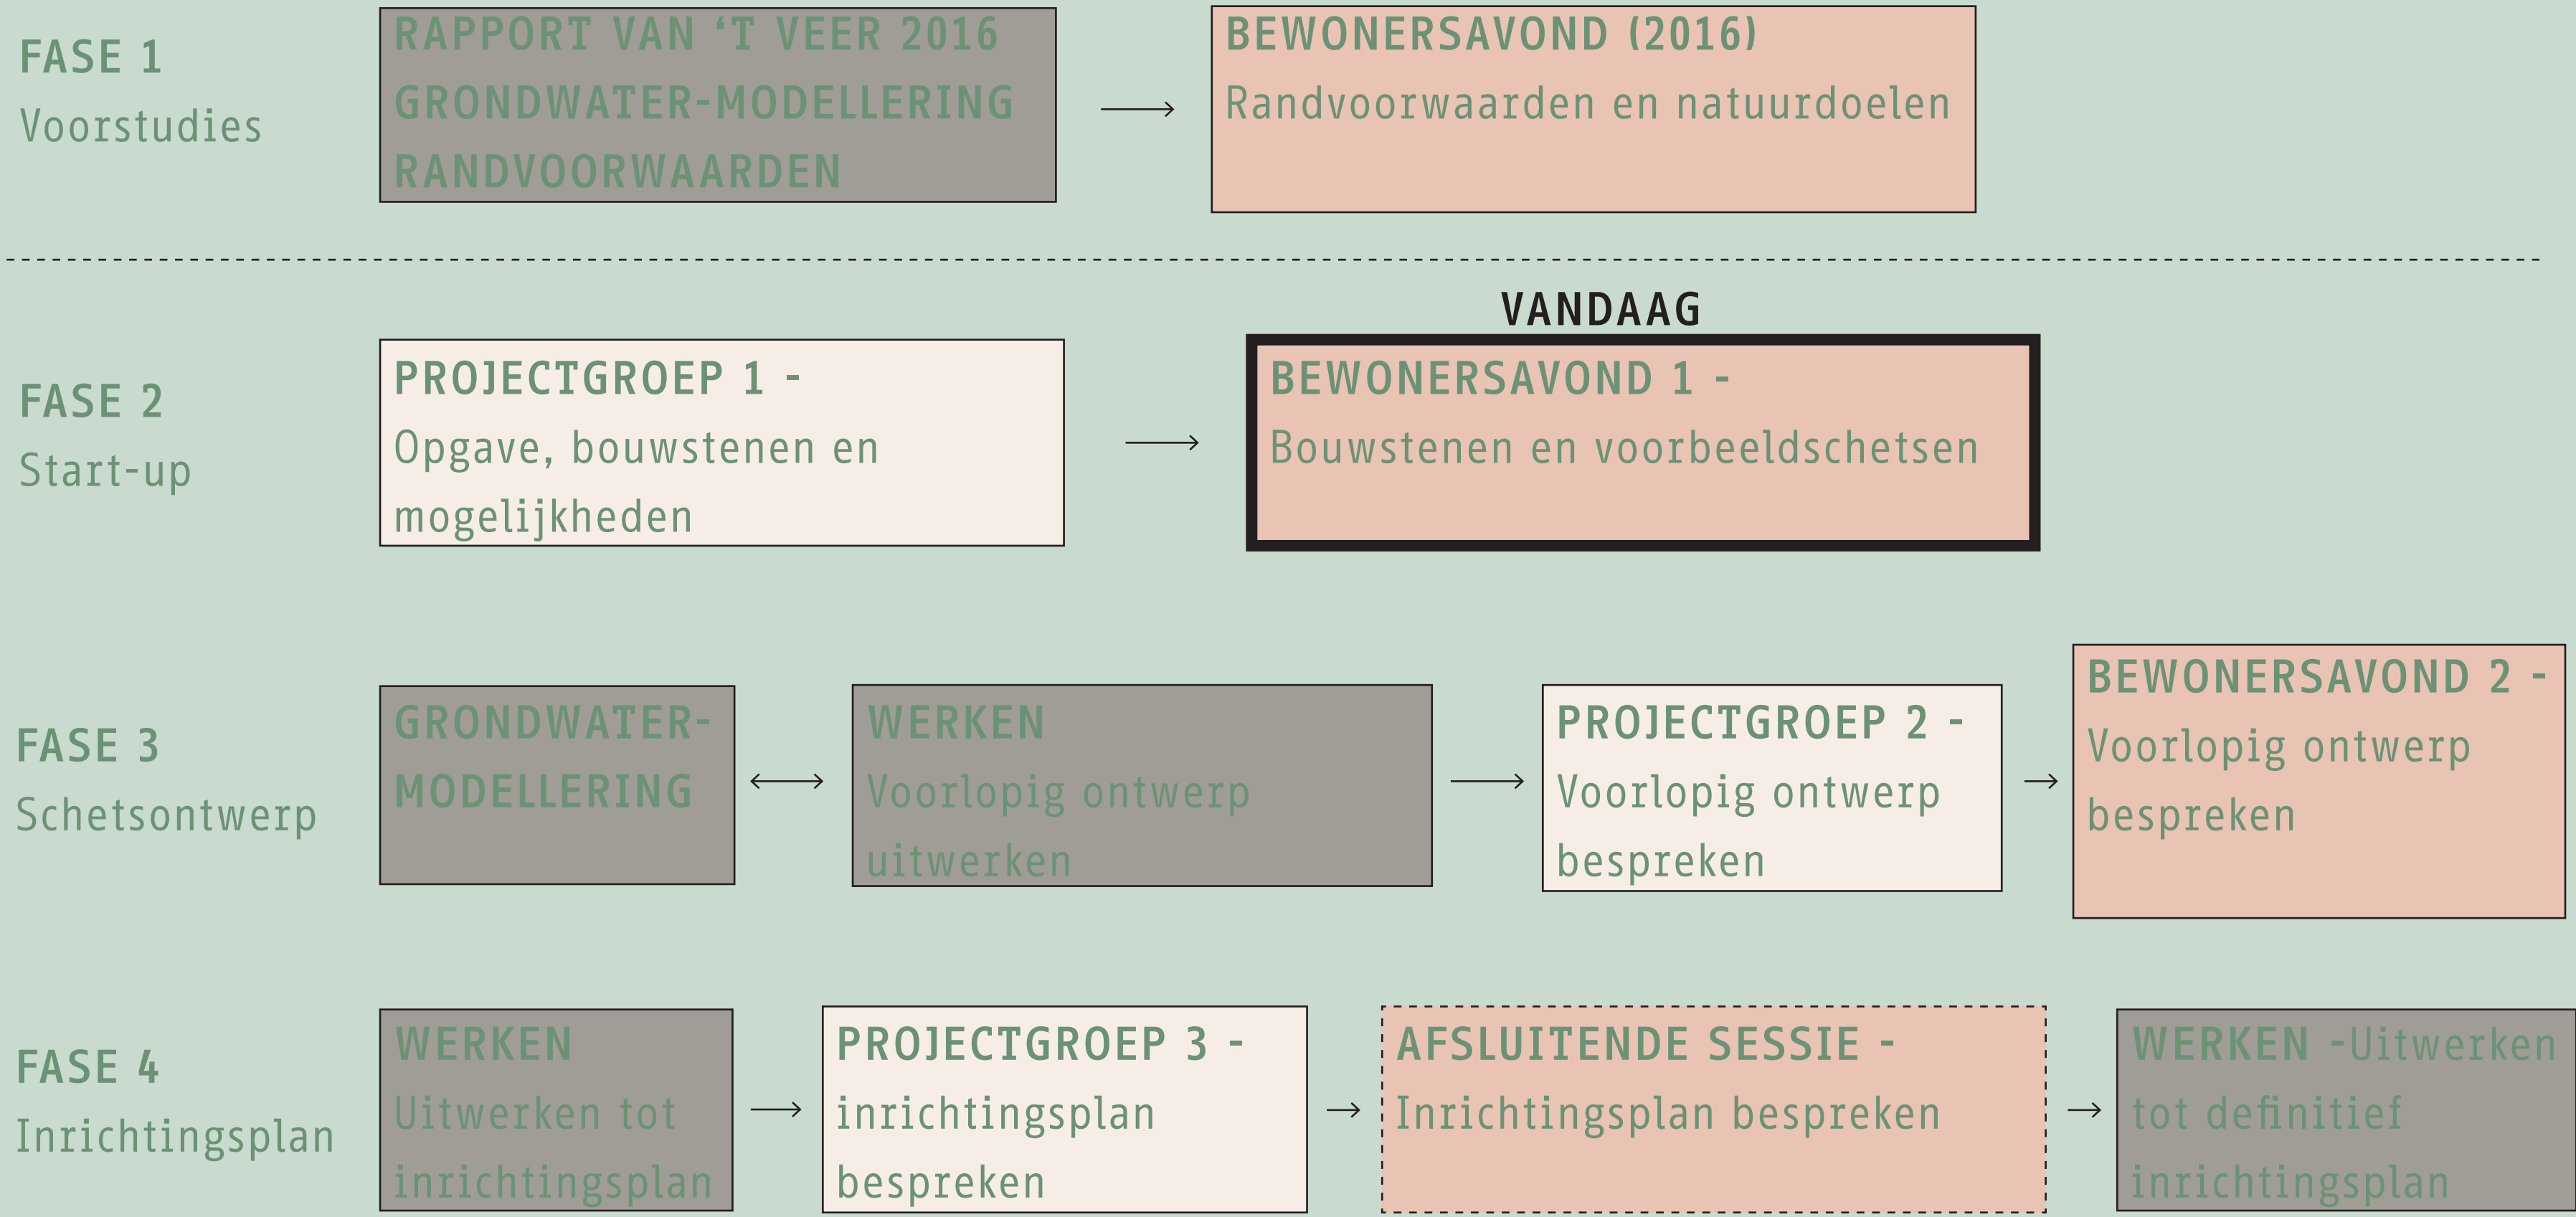 FASE 1
Voorstudies
RAPPORT VAN ‘T VEER 2016
GRONDWATER-MODELLERING
RANDVOORWAARDEN
BEWONERSAVOND (2016)
Randvoorwaarden en natuurdoelen
FASE 2
Start-up
PROJECTGROEP 1 -
Opgave, bouwstenen en
mogelijkheden
VANDAAG
BEWONERSAVOND 1 -
Bouwstenen en voorbeeldschetsen
FASE 3
Schetsontwerp
GRONDWATER-
MODELLERING
WERKEN
Voorlopig ontwerp
uitwerken
PROJECTGROEP 2 -
Voorlopig ontwerp
bespreken
BEWONERSAVOND 2 -
Voorlopig ontwerp
bespreken
FASE 4
Inrichtingsplan
WERKEN
Uitwerken tot
inrichtingsplan
PROJECTGROEP 3 -
inrichtingsplan
bespreken
AFSLUITENDE SESSIE -
Inrichtingsplan bespreken
WERKEN -Uitwerken
tot definitief
inrichtingsplan